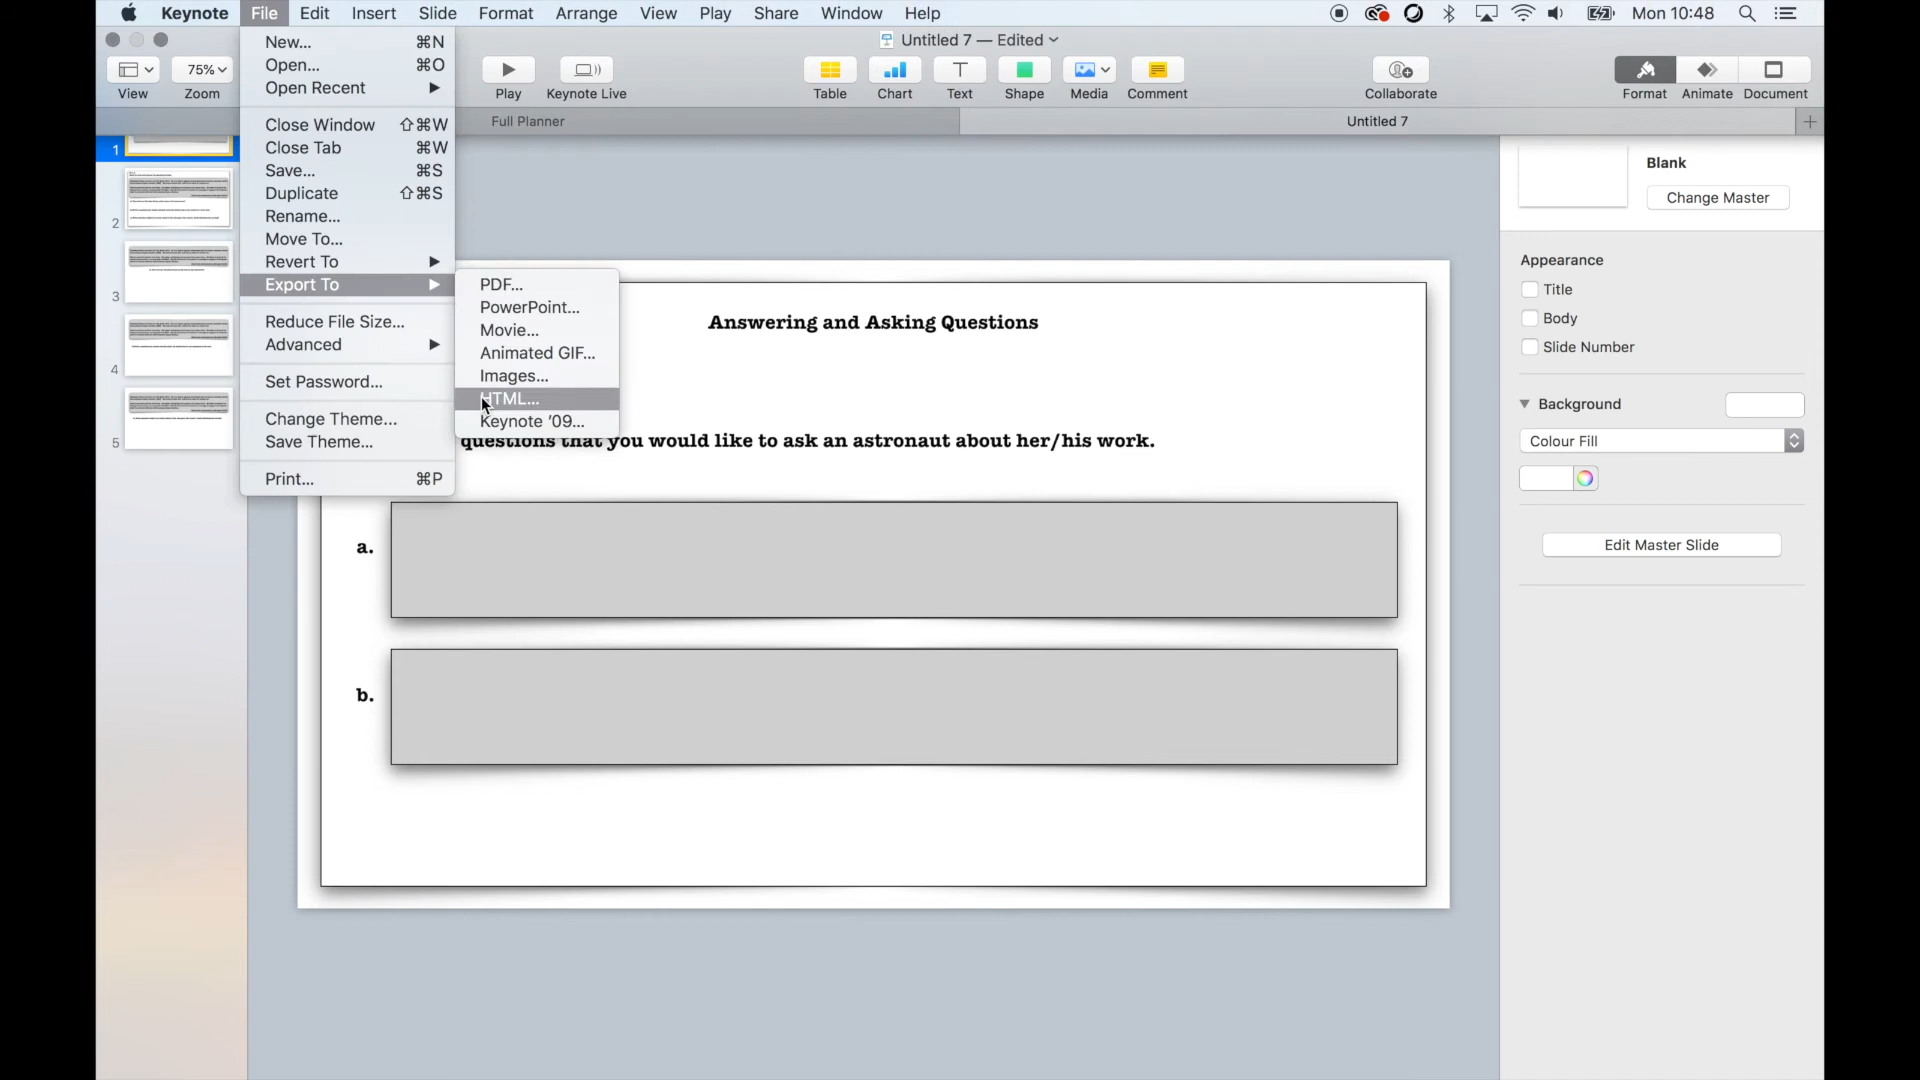 Keynote File Edit Insert Slide Format Arrange View Play Share Window Help Mon 10:48
Untitled 7 — Edited
75%
View Zoom Play Keynote Live Table Chart Text Shape Media Comment Collaborate Format Animate Document
Full Planner Untitled 7
New... ⌘N
Open... ⌘O
Open Recent
Close Window ⇧⌘W
Close Tab ⌘W
Save... ⌘S
Duplicate ⇧⌘S
Rename...
Move To...
Revert To
Export To
Reduce File Size...
Advanced
Set Password...
Change Theme...
Save Theme...
Print... ⌘P
PDF...
PowerPoint...
Movie...
Animated GIF...
Images...
HTML...
Keynote '09...
1
2
3
4
5
Answering and Asking Questions
questions that you would like to ask an astronaut about her/his work.
a.
b.
Blank
Change Master
Appearance
Title
Body
Slide Number
Background
Colour Fill
Edit Master Slide